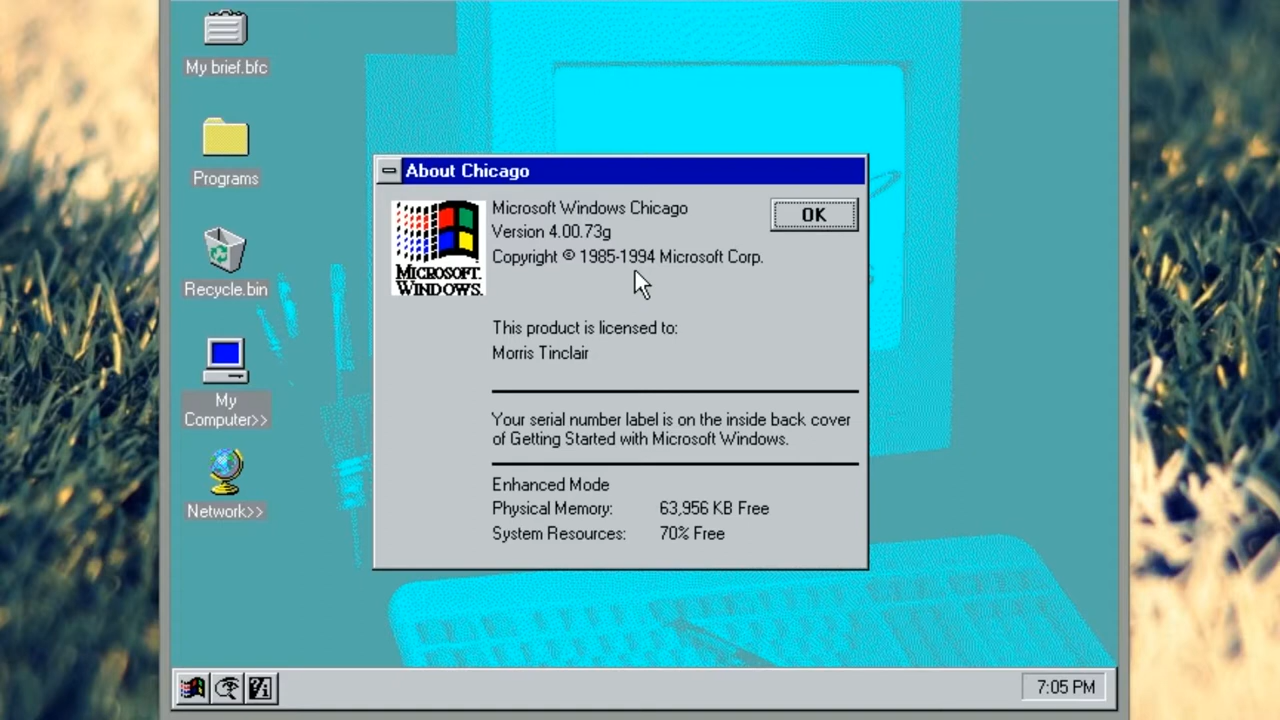 My brief.bfc
Programs
Recycle.bin
My
Computer>>
Network>>
About Chicago
Microsoft Windows Chicago
Version 4.00.73g
Copyright © 1985-1994 Microsoft Corp.
OK
MICROSOFT.
WINDOWS.
This product is licensed to:
Morris Tinclair
Your serial number label is on the inside back cover
of Getting Started with Microsoft Windows.
Enhanced Mode
Physical Memory: 63,956 KB Free
System Resources: 70% Free
7:05 PM